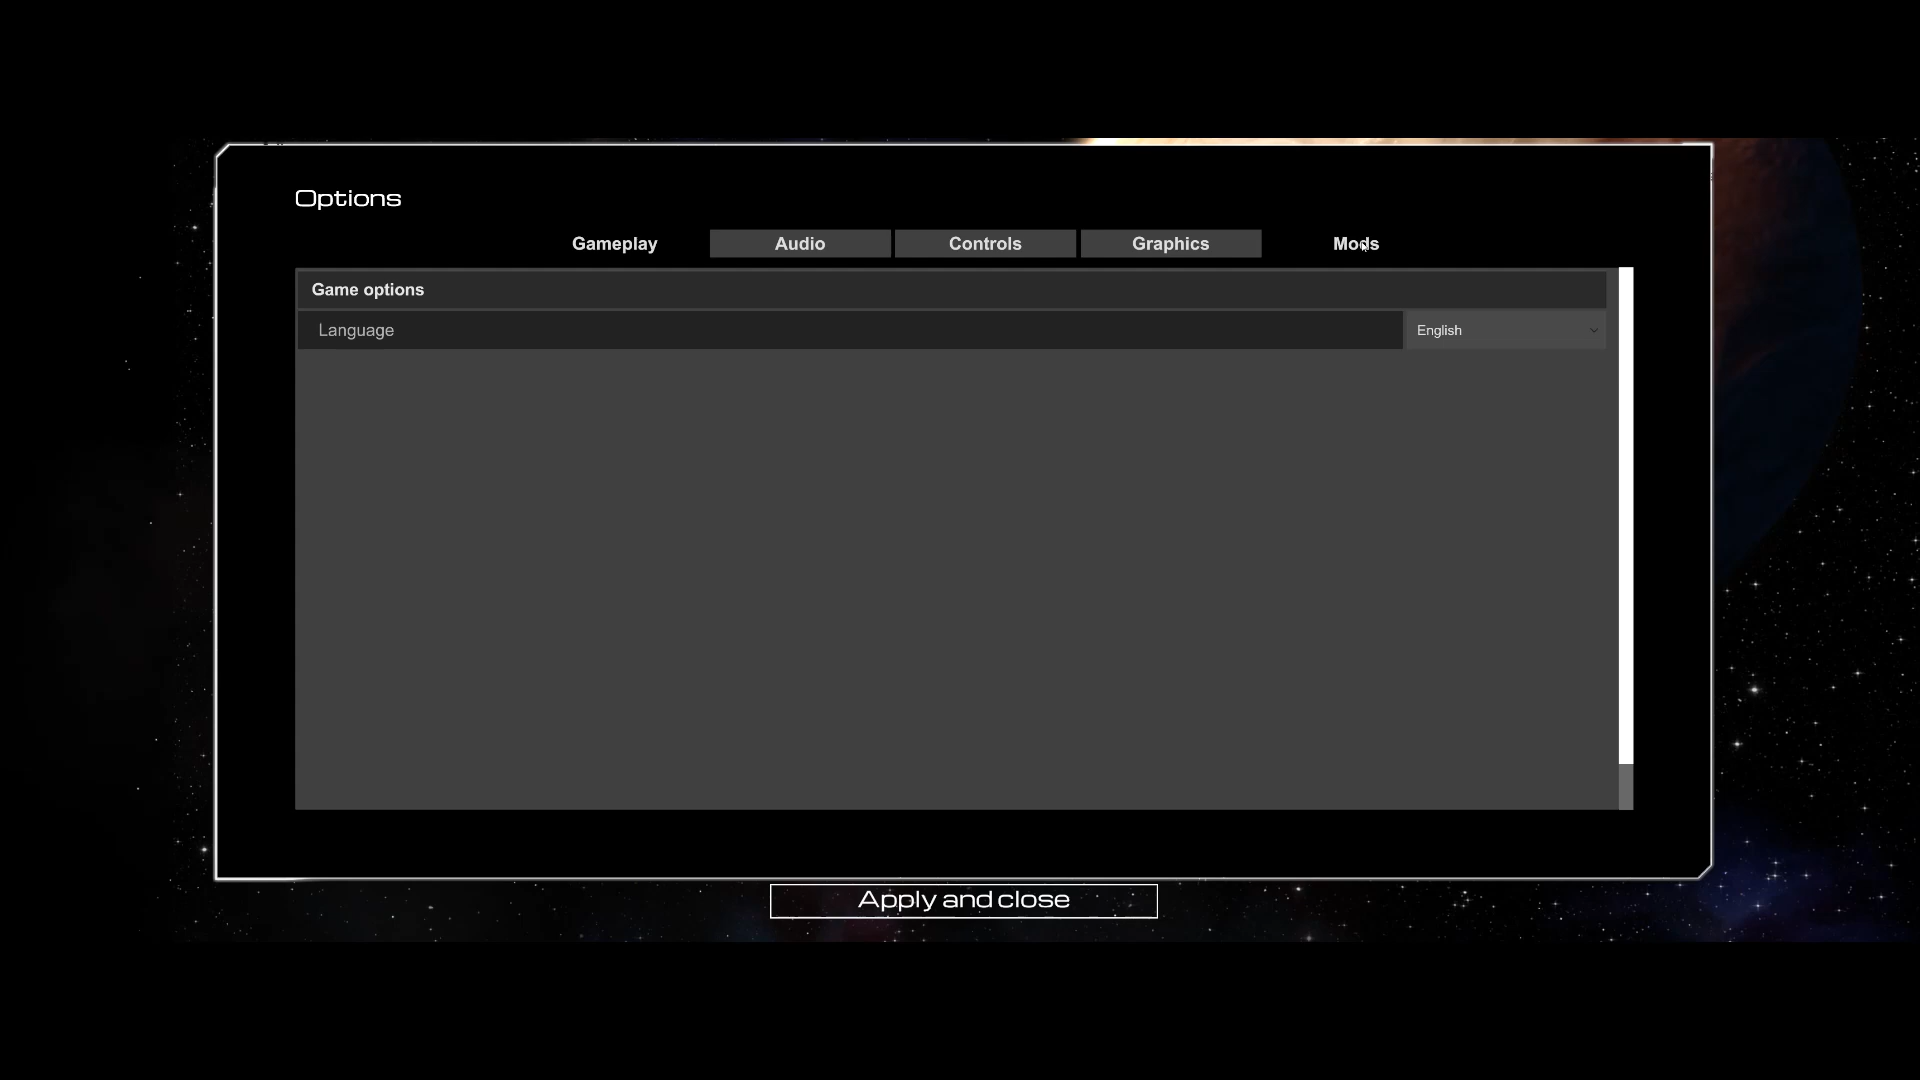 Options
Gameplay Audio Controls Graphics Mods
Game options
Language English
Apply and close